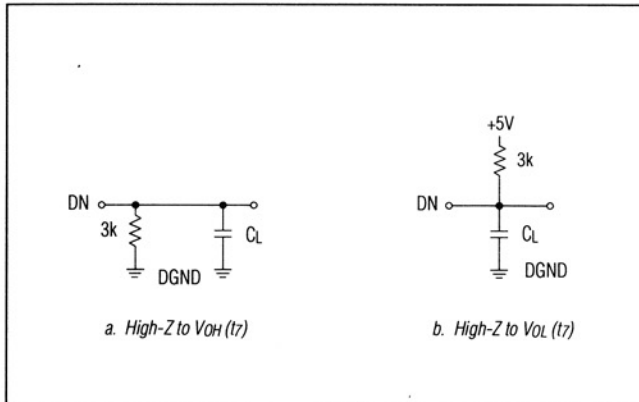 +5V
3k
DN
3k
CL
DGND
DN
CL
DGND
a. High-Z to VOH (t7)
b. High-Z to VOL (t7)